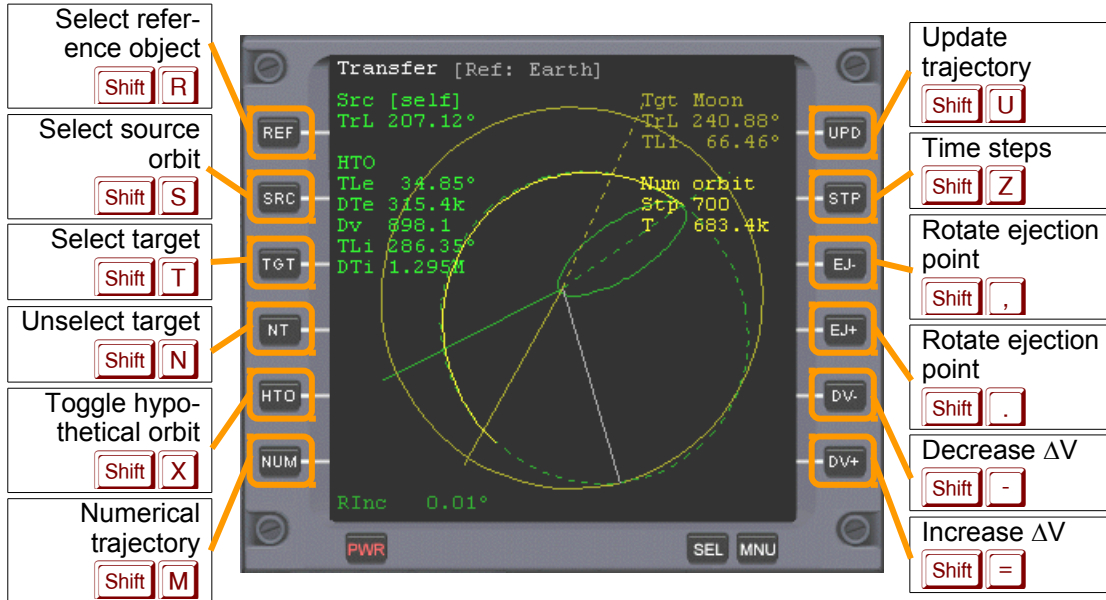 Select refer-
ence object
Shift R
Select source
orbit
Shift S
Select target
Shift T
Unselect target
Shift N
Toggle hypo-
thetical orbit
Shift X
Numerical
trajectory
Shift M
REF
SRC
TGT
NT
HTO
NUM
Transfer [Ref: Earth]
Src [self]
TrL 207.12°
HTO
TLe 34.85°
DTe 315.4k
Dv 898.1
TLi 286.35°
DTi 1.295M
Tgt Moon
TrL 240.88°
TLi 66.46°
Num orbit
Stp 700
T 683.4k
RInc 0.01°
PWR
SEL MNU
UPD
STP
EJ-
EJ+
DV-
DV+
Update
trajectory
Shift U
Time steps
Shift Z
Rotate ejection
point
Shift ,
Rotate ejection
point
Shift .
Decrease ΔV
Shift -
Increase ΔV
Shift =